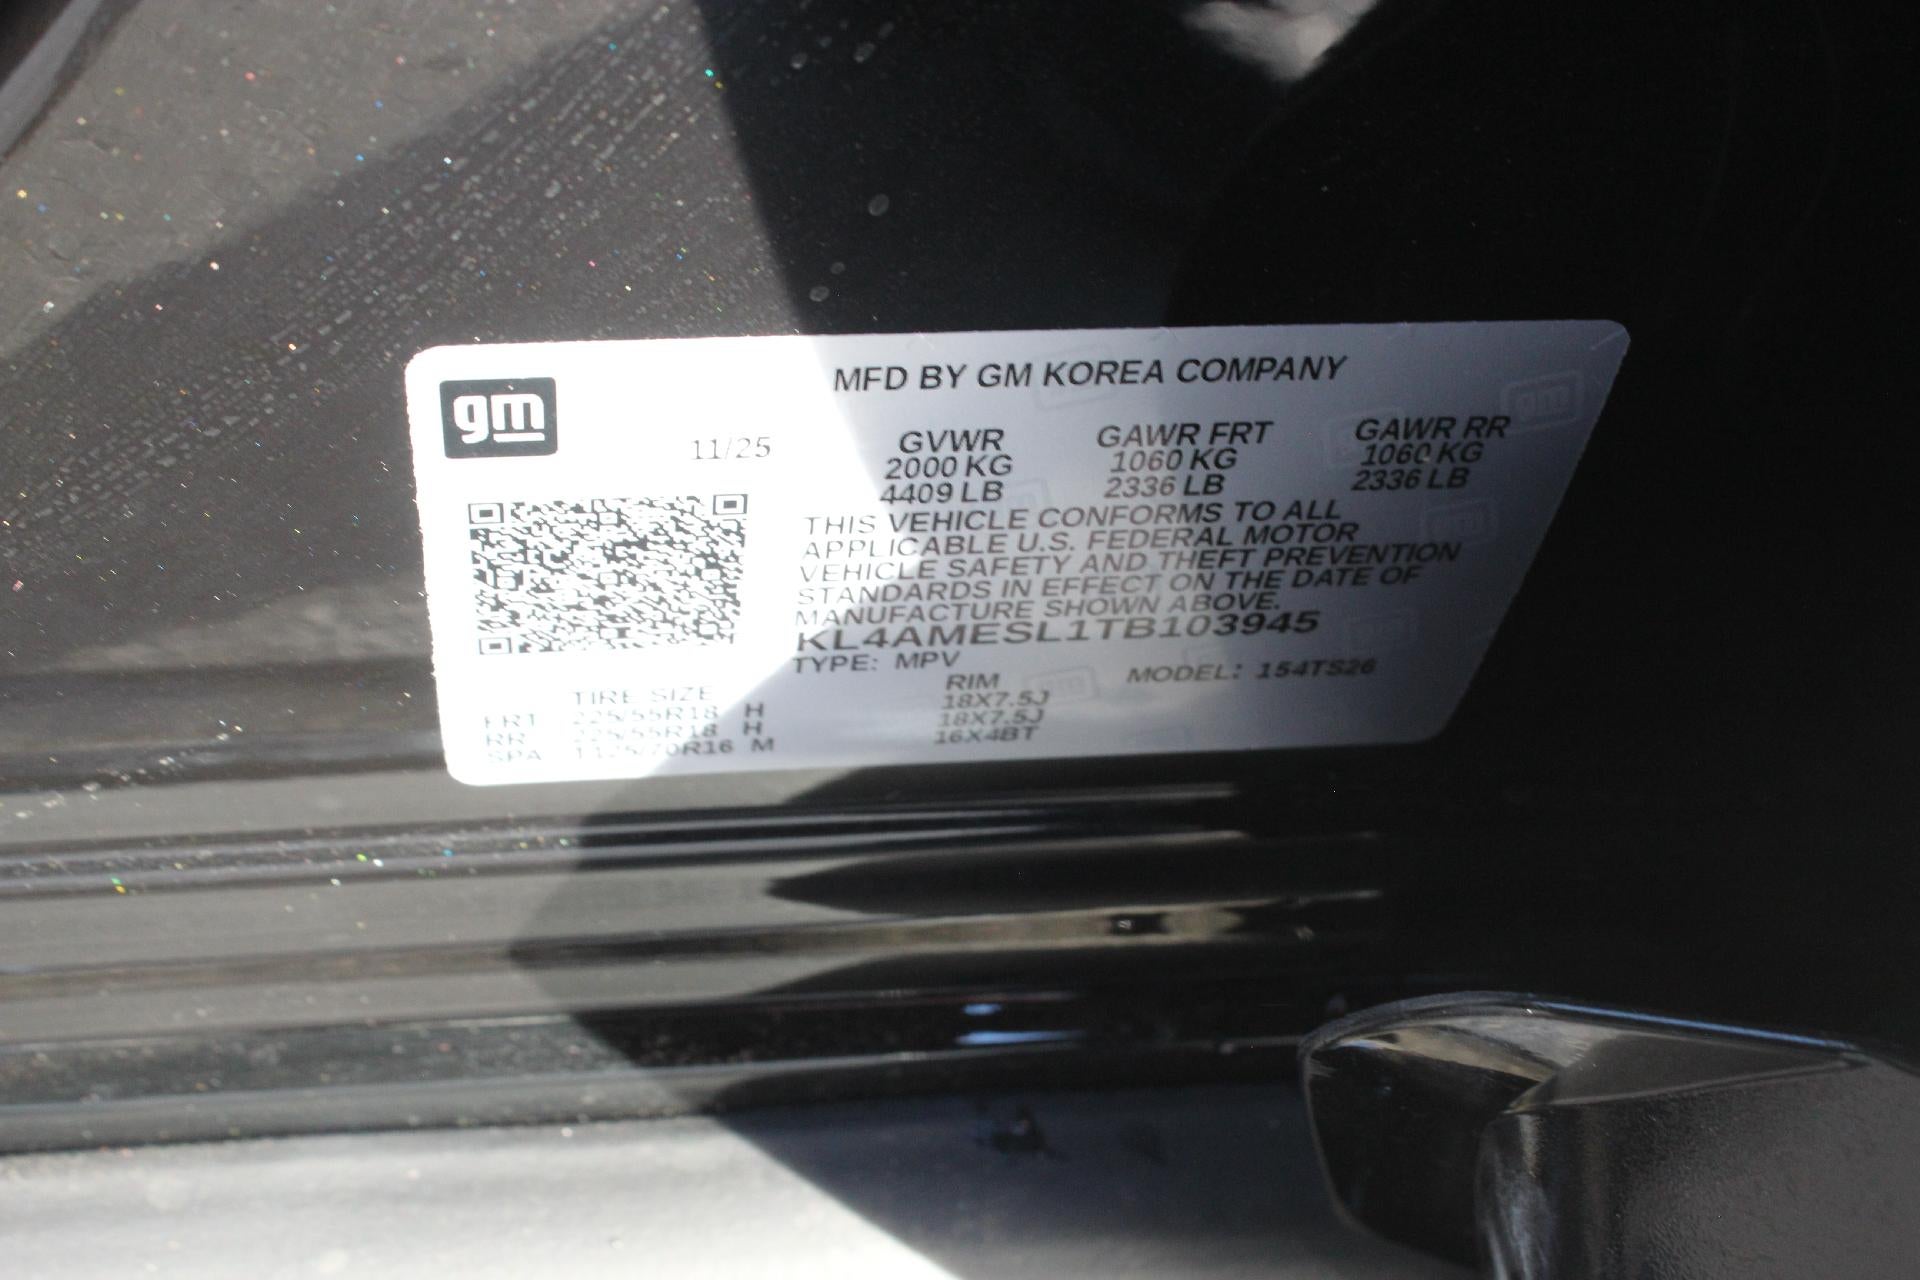 gm
MFD BY GM KOREA COMPANY
11/25
GVWR GAWR FRT GAWR RR
2000 KG 1060 KG 1060 KG
4409 LB 2336 LB 2336 LB
THIS VEHICLE CONFORMS TO ALL
APPLICABLE U.S. FEDERAL MOTOR
VEHICLE SAFETY AND THEFT PREVENTION
STANDARDS IN EFFECT ON THE DATE OF
MANUFACTURE SHOWN ABOVE.
KL4AMESL1TB103945
TYPE: MPV MODEL: 154TS26
TIRE SIZE RIM
FRT 225/55R18 H 18X7.5J
RR 225/55R18 H 18X7.5J
SPA T125/70R16 M 16X4BT